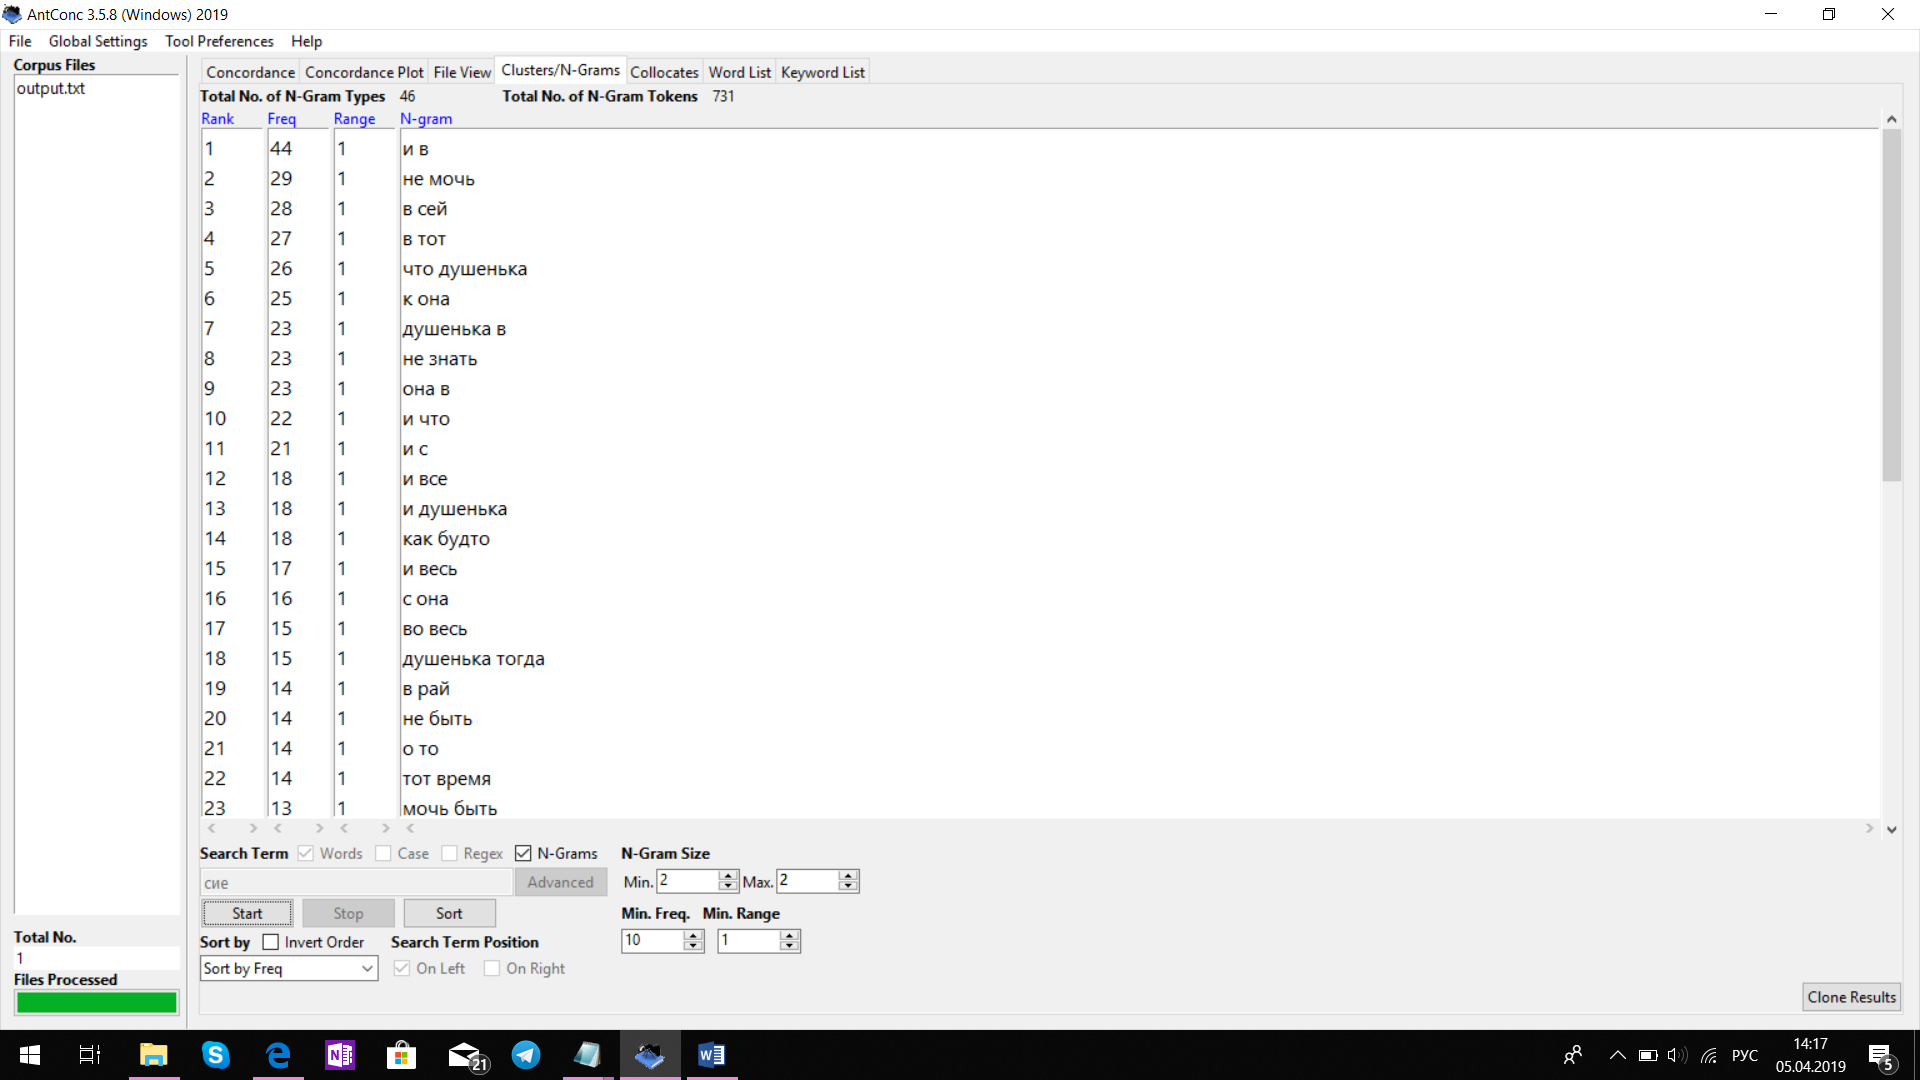 AntConc 3.5.8 (Windows) 2019
File Global Settings Tool Preferences Help
Corpus Files
output.txt
Concordance Concordance Plot File View Clusters/N-Grams Collocates Word List Keyword List
Total No. of N-Gram Types 46 Total No. of N-Gram Tokens 731
Rank Freq Range N-gram
1 44 1 и в
2 29 1 не мочь
3 28 1 в сей
4 27 1 в тот
5 26 1 что душенька
6 25 1 к она
7 23 1 душенька в
8 23 1 не знать
9 23 1 она в
10 22 1 и что
11 21 1 и с
12 18 1 и все
13 18 1 и душенька
14 18 1 как будто
15 17 1 и весь
16 16 1 с она
17 15 1 во весь
18 15 1 душенька тогда
19 14 1 в рай
20 14 1 не быть
21 14 1 о то
22 14 1 тот время
23 13 1 мочь быть
Search Term Words Case Regex N-Grams N-Gram Size
сие Advanced Min. 2 Max. 2
Start Stop Sort Min. Freq. Min. Range
Total No.
1
Sort by Invert Order Search Term Position 10 1
Sort by Freq On Left On Right
Files Processed
Clone Results
21
РУС
14:17
05.04.2019
5